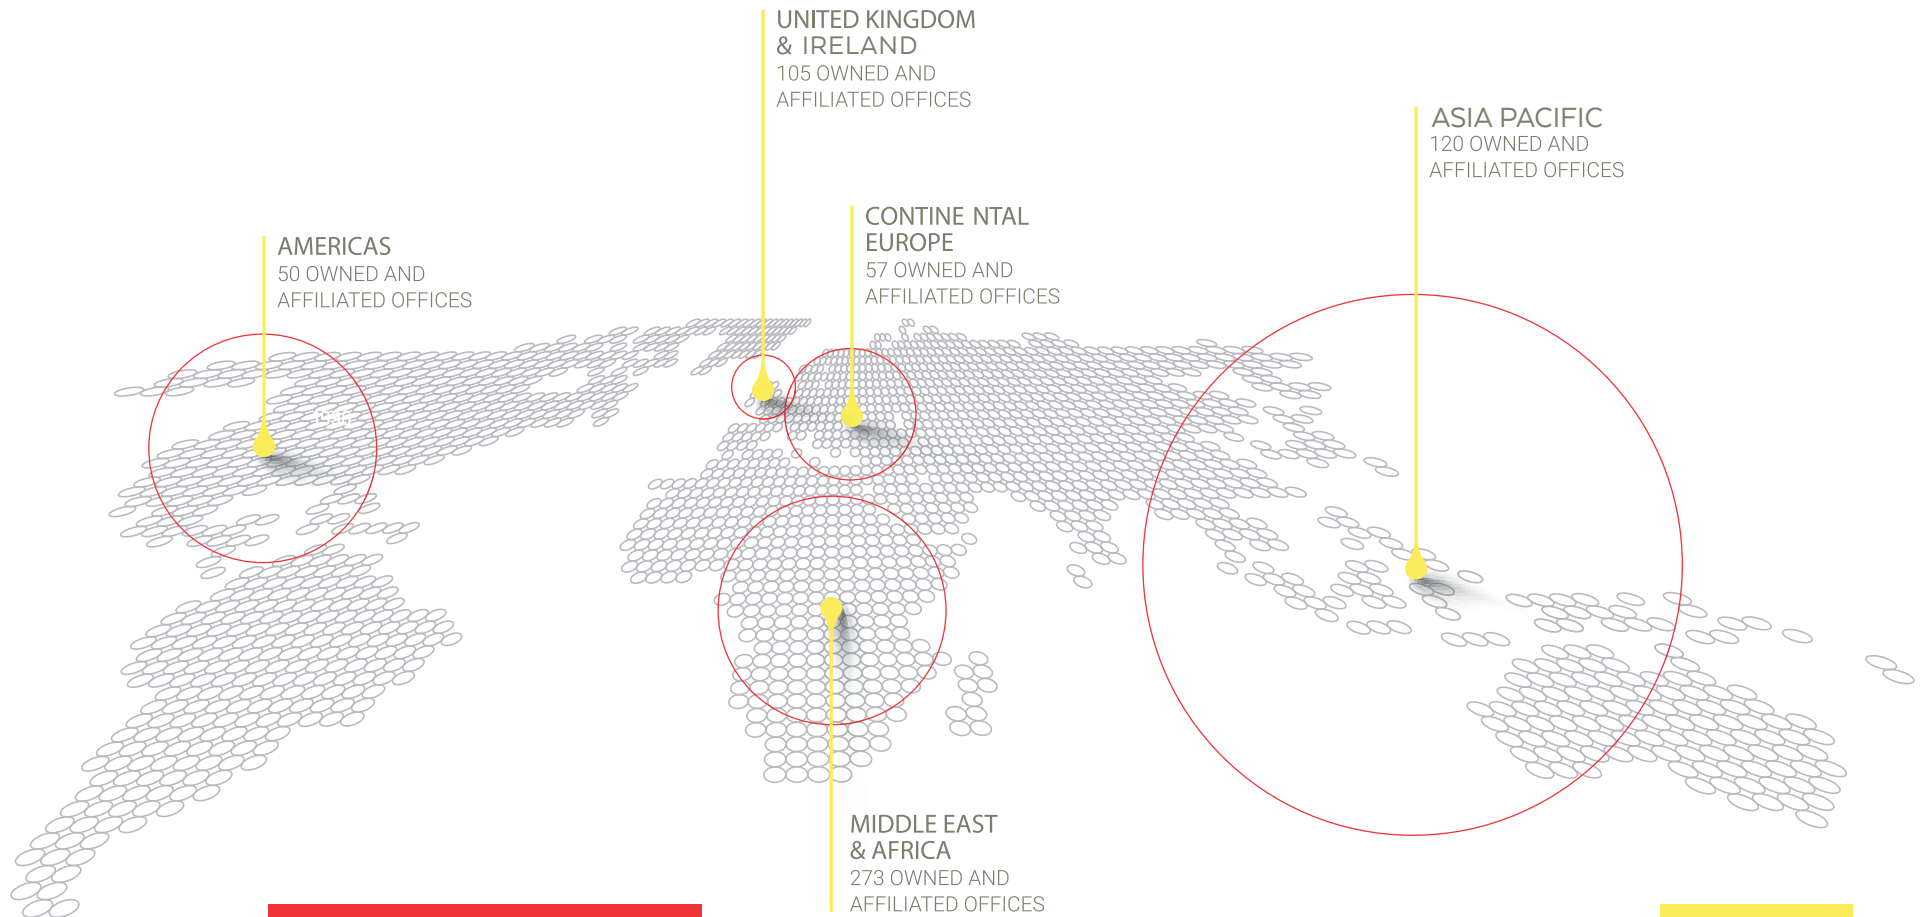 UNITED KINGDOM
& IRELAND
105 OWNED AND
AFFILIATED OFFICES
ASIA PACIFIC
120 OWNED AND
AFFILIATED OFFICES
CONTINE NTAL
EUROPE
57 OWNED AND
AFFILIATED OFFICES
AMERICAS
50 OWNED AND
AFFILIATED OFFICES
MIDDLE EAST
& AFRICA
273 OWNED AND
AFFILIATED OFFICES